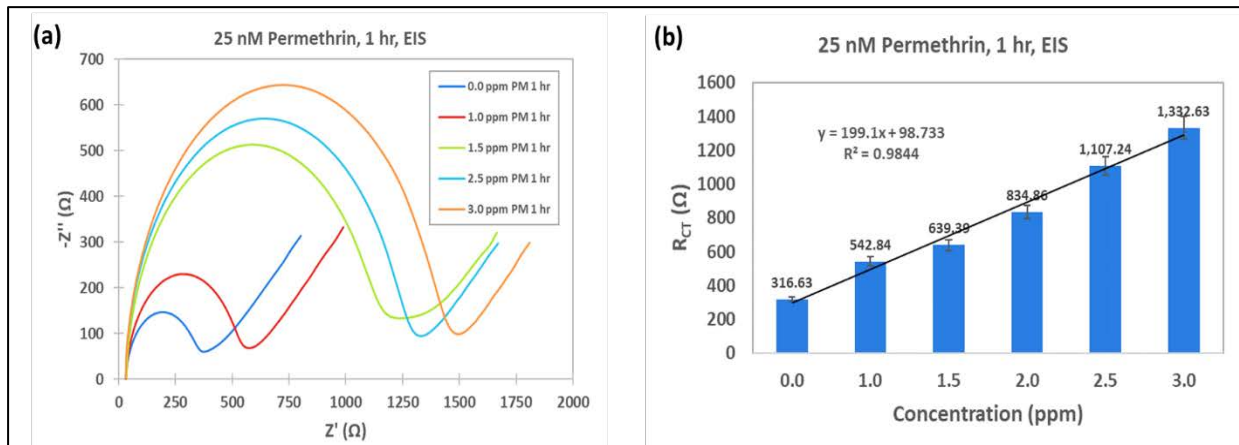 (a)
25 nM Permethrin, 1 hr, EIS
700
600
500
400
300
200
100
0
-Z'' (Ω)
0.0 ppm PM 1 hr
1.0 ppm PM 1 hr
1.5 ppm PM 1 hr
2.5 ppm PM 1 hr
3.0 ppm PM 1 hr
0 250 500 750 1000 1250 1500 1750 2000
Z' (Ω)
(b)
25 nM Permethrin, 1 hr, EIS
1600
1400
1200
1000
800
600
400
200
0
RCT (Ω)
y = 199.1x + 98.733
R² = 0.9844
316.63
542.84
639.39
834.86
1,107.24
1,332.63
0.0 1.0 1.5 2.0 2.5 3.0
Concentration (ppm)